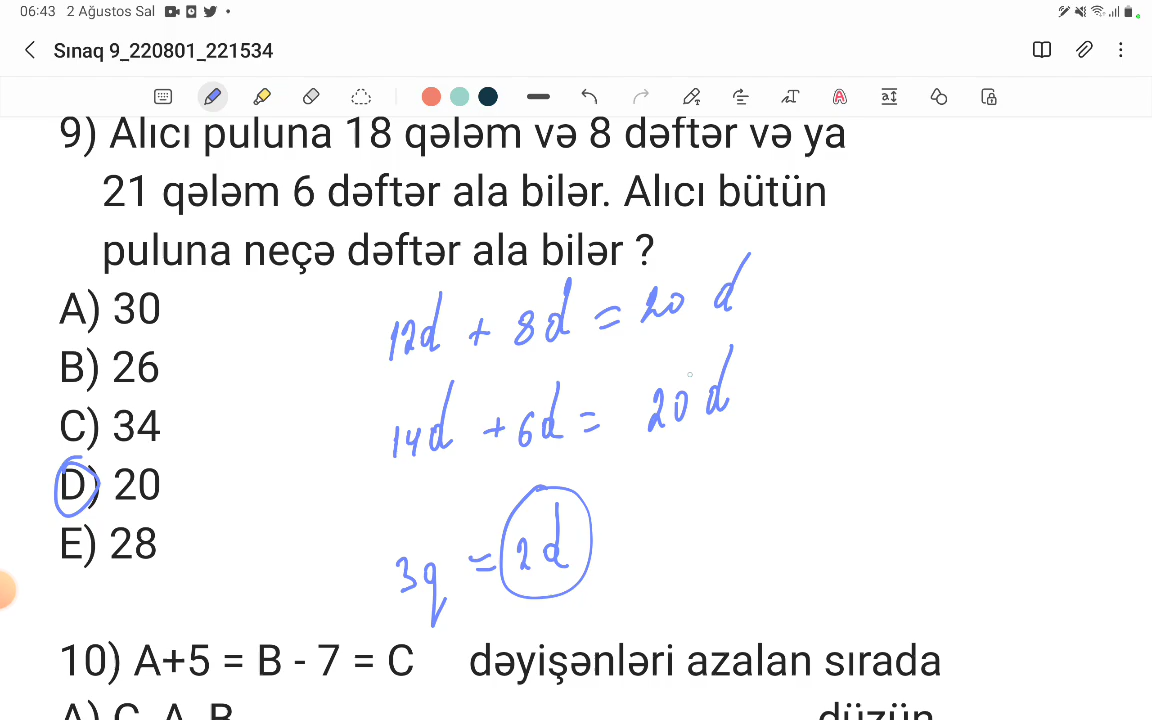 06:43 2 Ağustos Sal
Sınaq 9_220801_221534
9) Alıcı puluna 18 qələm və 8 dəftər və ya
21 qələm 6 dəftər ala bilər. Alıcı bütün
puluna neçə dəftər ala bilər ?
A) 30
12d + 8d = 20 d
B) 26
14d + 6d = 20 d
C) 34
D) 20
E) 28
3q = 2d
10) A+5 = B - 7 = C dəyişənləri azalan sırada
A) C, A, B düzün